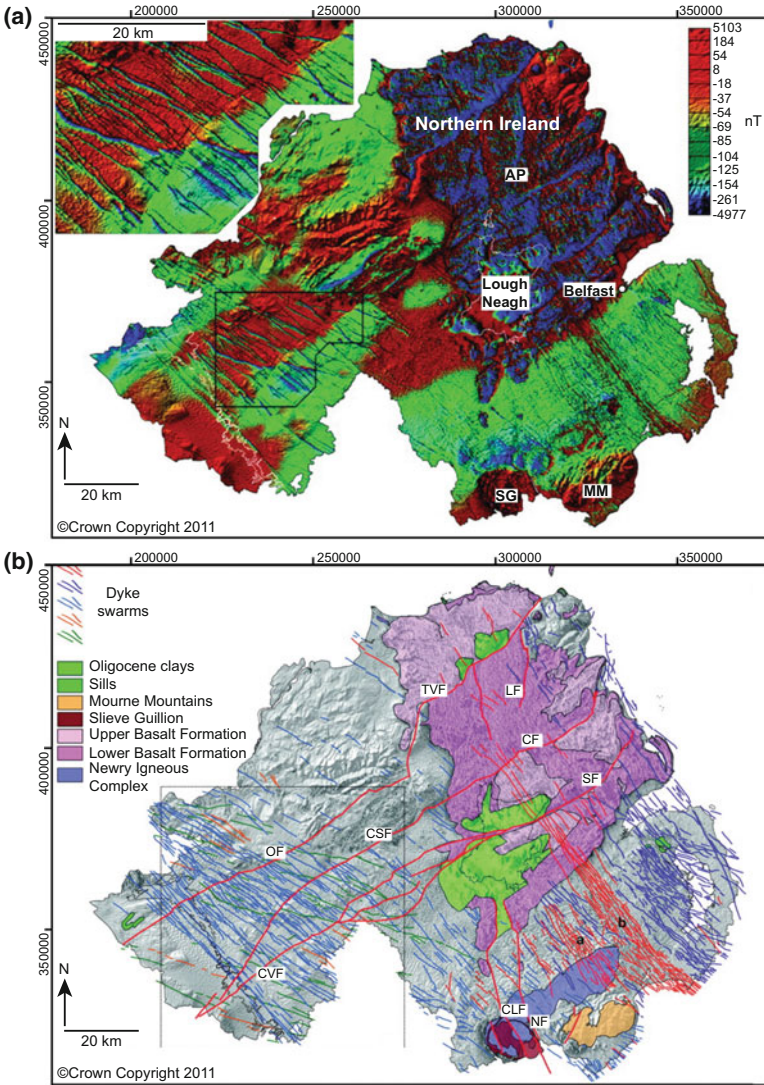 (a)
200000
250000
300000
350000
20 km
450000
400000
350000
Northern Ireland
AP
Lough
Neagh
Belfast
SG
MM
5103
184
54
8
-18
-37
-54
-69
-85
-104
-125
-154
-261
-4977
nT
N
20 km
©Crown Copyright 2011
(b)
200000
250000
300000
350000
450000
400000
350000
Dyke
swarms
Oligocene clays
Sills
Mourne Mountains
Slieve Guillion
Upper Basalt Formation
Lower Basalt Formation
Newry Igneous
Complex
TVF
LF
CF
SF
OF
CSF
CVF
a
b
CLF
NF
N
20 km
©Crown Copyright 2011